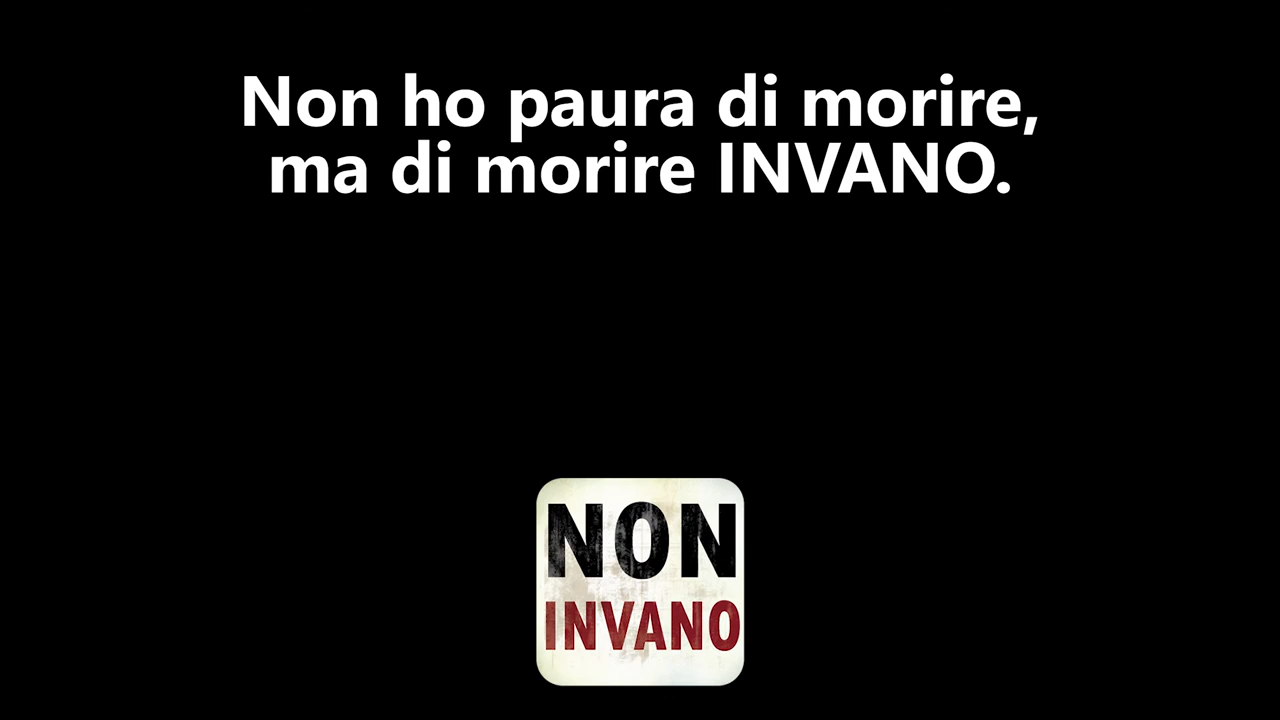 Non ho paura di morire,
ma di morire INVANO.
NON
INVANO